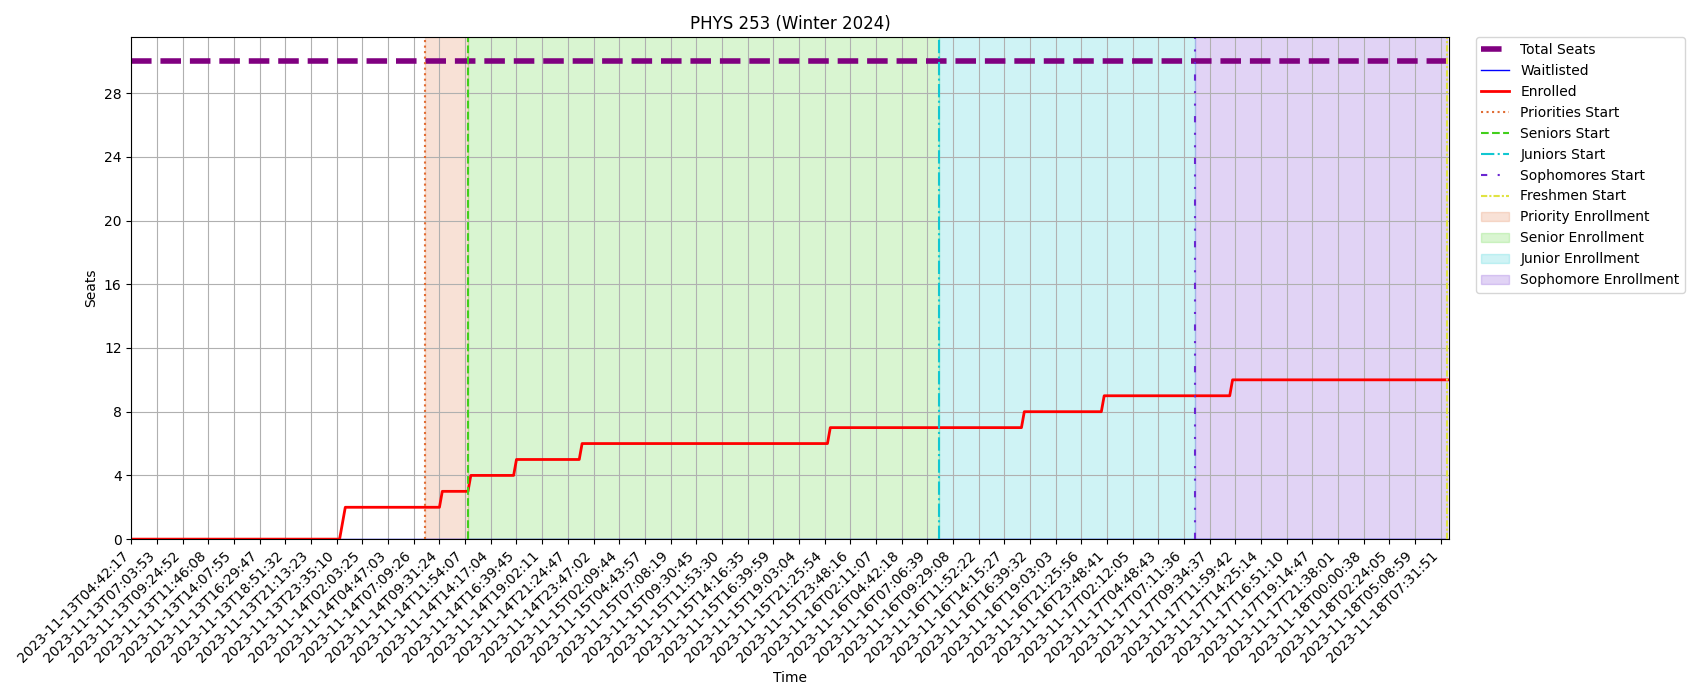 PHYS 253 (Winter 2024)
Total Seats
Waitlisted
Enrolled
Priorities Start
Seniors Start
Juniors Start
Sophomores Start
Freshmen Start
Priority Enrollment
Senior Enrollment
Junior Enrollment
Sophomore Enrollment
Seats
28
24
20
16
12
8
4
0
2023-11-13T04:42:17
2023-11-13T07:03:53
2023-11-13T09:24:52
2023-11-13T11:46:08
2023-11-13T14:07:55
2023-11-13T16:29:47
2023-11-13T18:51:32
2023-11-13T21:13:23
2023-11-13T23:35:10
2023-11-14T02:03:25
2023-11-14T04:47:03
2023-11-14T07:09:26
2023-11-14T09:31:24
2023-11-14T11:54:07
2023-11-14T14:17:04
2023-11-14T16:39:45
2023-11-14T19:02:11
2023-11-14T21:24:47
2023-11-14T23:47:02
2023-11-15T02:09:44
2023-11-15T04:43:57
2023-11-15T07:08:19
2023-11-15T09:30:45
2023-11-15T11:53:30
2023-11-15T14:16:35
2023-11-15T16:39:59
2023-11-15T19:03:04
2023-11-15T21:25:54
2023-11-15T23:48:16
2023-11-16T02:11:07
2023-11-16T04:42:18
2023-11-16T07:06:39
2023-11-16T09:29:08
2023-11-16T11:52:22
2023-11-16T14:15:27
2023-11-16T16:39:32
2023-11-16T19:03:03
2023-11-16T21:25:56
2023-11-16T23:48:41
2023-11-17T02:12:05
2023-11-17T04:48:43
2023-11-17T07:11:36
2023-11-17T09:34:37
2023-11-17T11:59:42
2023-11-17T14:25:14
2023-11-17T16:51:10
2023-11-17T19:14:47
2023-11-17T21:38:01
2023-11-18T00:00:38
2023-11-18T02:24:05
2023-11-18T05:08:59
2023-11-18T07:31:51
Time